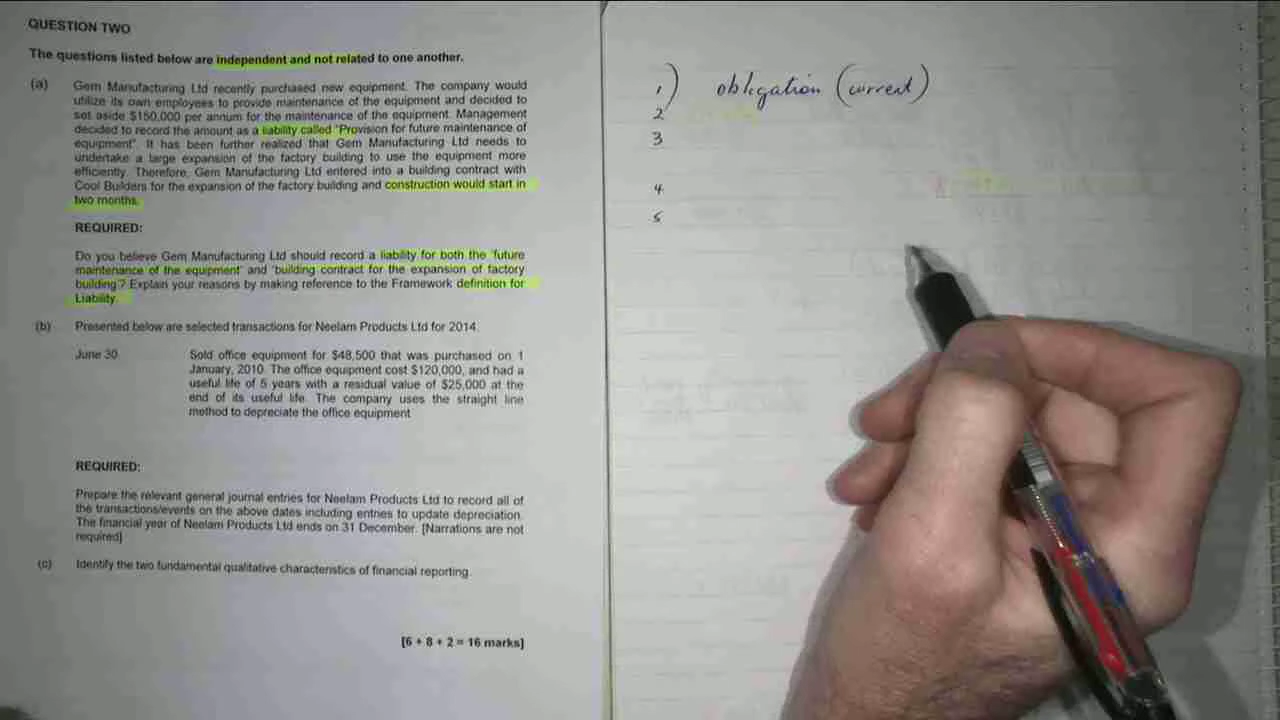 QUESTION TWO
The questions listed below are independent and not related to one another.
(a) Gem Manufacturing Ltd recently purchased new equipment. The company would
utilize its own employees to provide maintenance of the equipment and decided to
set aside $150,000 per annum for the maintenance of the equipment. Management
decided to record the amount as a liability called "Provision for future maintenance of
equipment". It has been further realized that Gem Manufacturing Ltd needs to
undertake a large expansion of the factory building to use the equipment more
efficiently. Therefore, Gem Manufacturing Ltd entered into a building contract with
Cool Builders for the expansion of the factory building and construction would start in
two months.
REQUIRED:
Do you believe Gem Manufacturing Ltd should record a liability for both the 'future
maintenance of the equipment' and 'building contract for the expansion of factory
building'? Explain your reasons by making reference to the Framework definition for
Liability.
(b) Presented below are selected transactions for Neelam Products Ltd for 2014.
June 30 Sold office equipment for $48,500 that was purchased on 1
January, 2010. The office equipment cost $120,000, and had a
useful life of 5 years with a residual value of $25,000 at the
end of its useful life. The company uses the straight line
method to depreciate the office equipment
REQUIRED:
Prepare the relevant general journal entries for Neelam Products Ltd to record all of
the transactions/events on the above dates including entries to update depreciation.
The financial year of Neelam Products Ltd ends on 31 December. [Narrations are not
required]
(c) Identify the two fundamental qualitative characteristics of financial reporting.
[6 + 8 + 2 = 16 marks]
1) obligation (current)
2
3
4
5